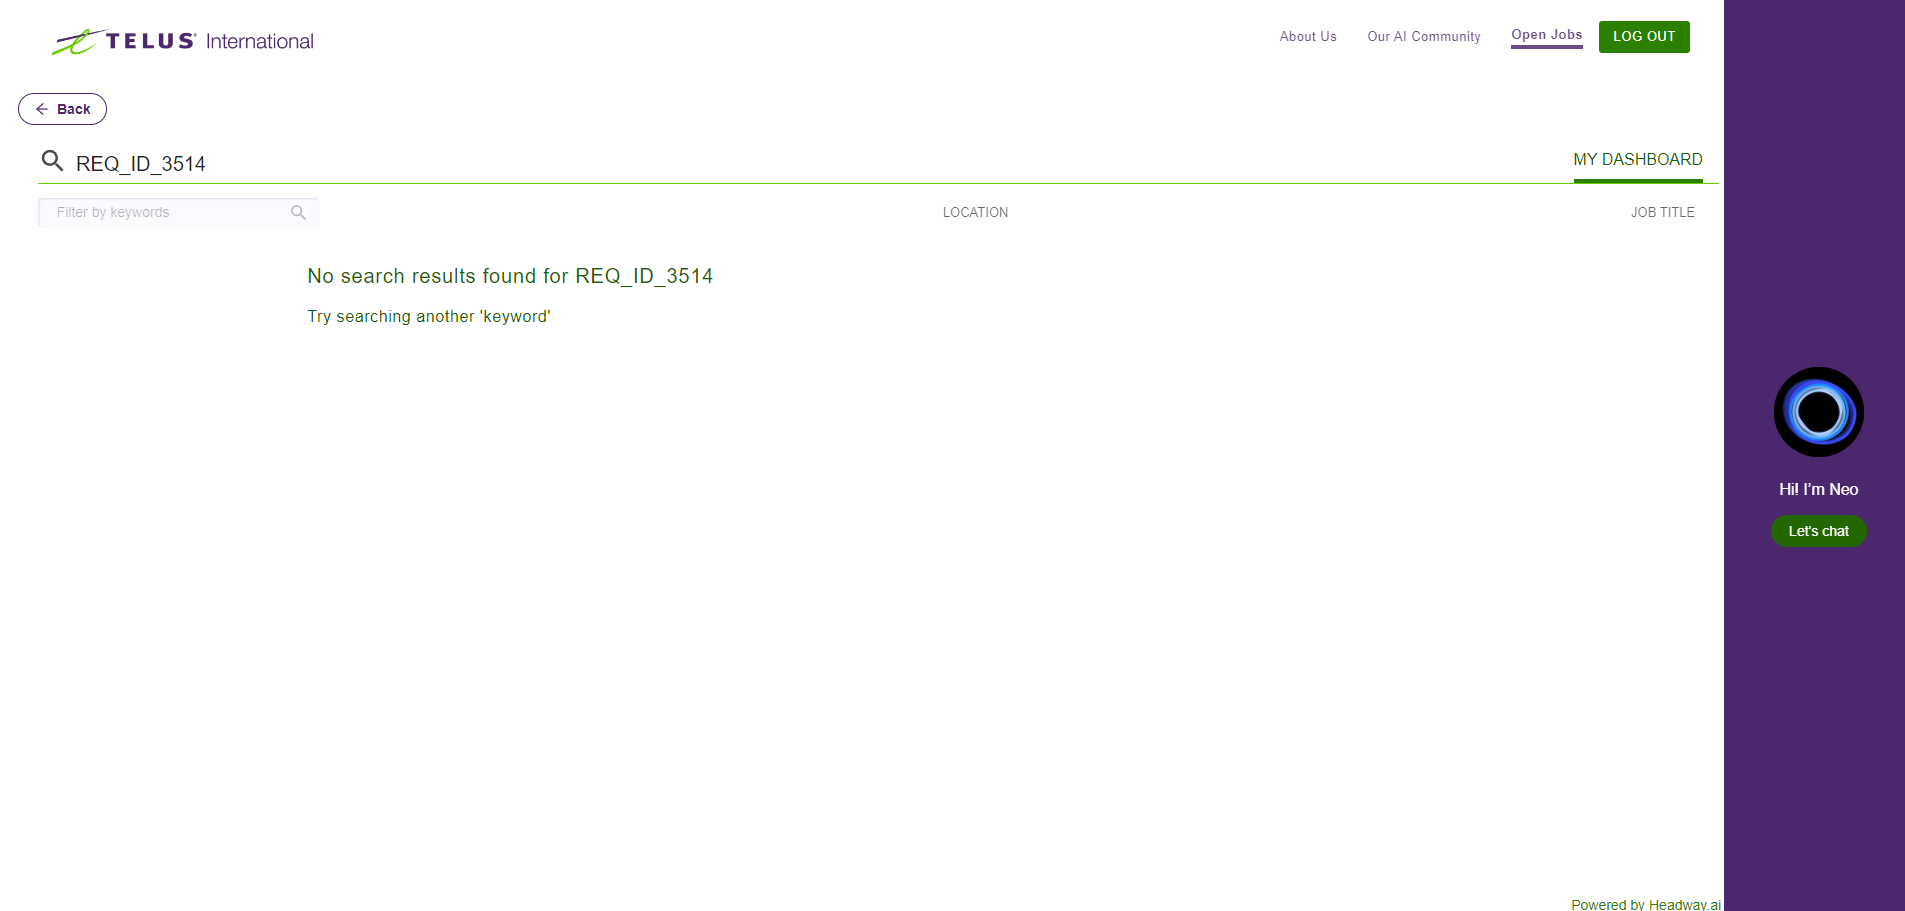 TELUS International
About Us
Our AI Community
Open Jobs
LOG OUT
Back
REQ_ID_3514
MY DASHBOARD
Filter by keywords
LOCATION
JOB TITLE
No search results found for REQ_ID_3514
Try searching another 'keyword'
Hi! I'm Neo
Let's chat
Powered by Headway.ai